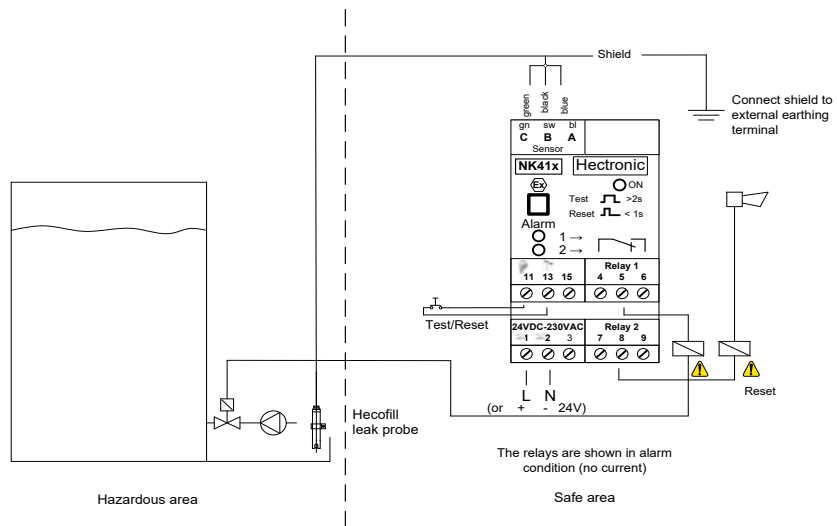 Shield
Connect shield to
external earthing
terminal
green
black
blue
gn sw bl
C B A
Sensor
NK41x Hectronic
Ex
ON
Test >2s
Reset < 1s
Alarm
1 →
2 →
Relay 1
11 13 15 4 5 6
Test/Reset
24VDC-230VAC Relay 2
1 2 3 7 8 9
Reset
L N
(or + - 24V)
Hecofill
leak probe
The relays are shown in alarm
condition (no current)
Hazardous area
Safe area